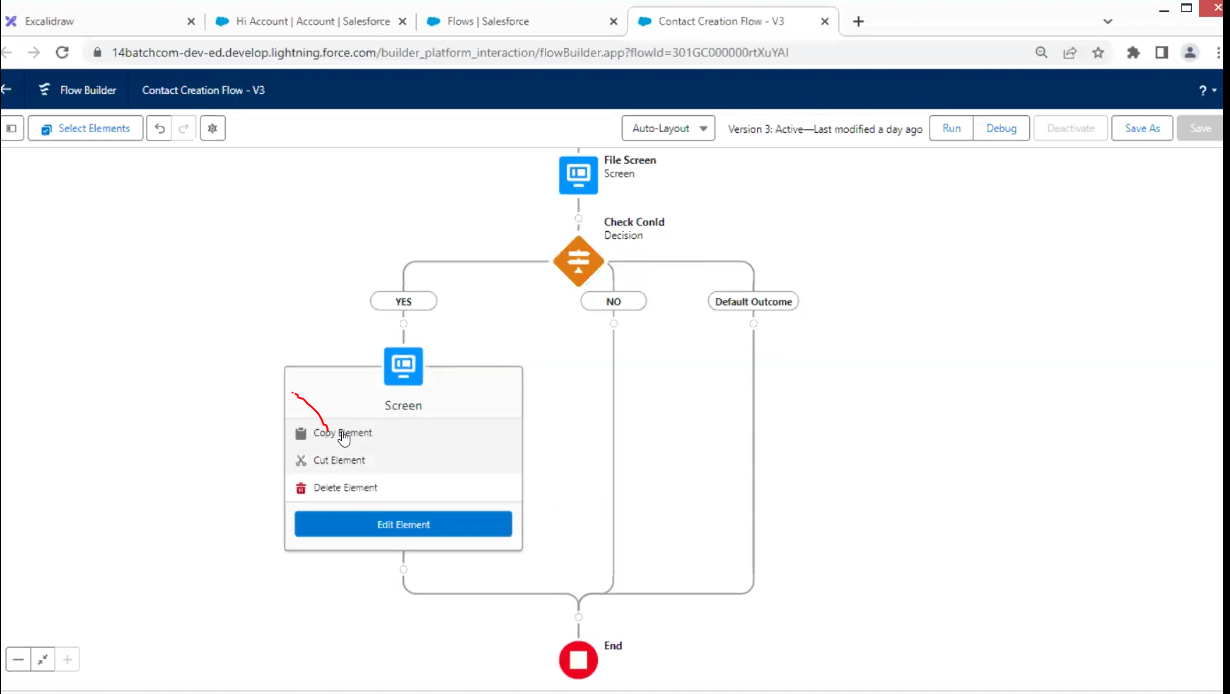 Excalidraw
Hi Account | Account | Salesforce
Flows | Salesforce
Contact Creation Flow - V3
14batchcom-dev-ed.develop.lightning.force.com/builder_platform_interaction/flowBuilder.app?flowId=301GC000000rtXuYAI
Flow Builder
Contact Creation Flow - V3
?
Select Elements
Auto-Layout
Version 3: Active—Last modified a day ago
Run
Debug
Deactivate
Save As
Save
File Screen
Screen
Check ConId
Decision
YES
NO
Default Outcome
Screen
Copy Element
Cut Element
Delete Element
Edit Element
End